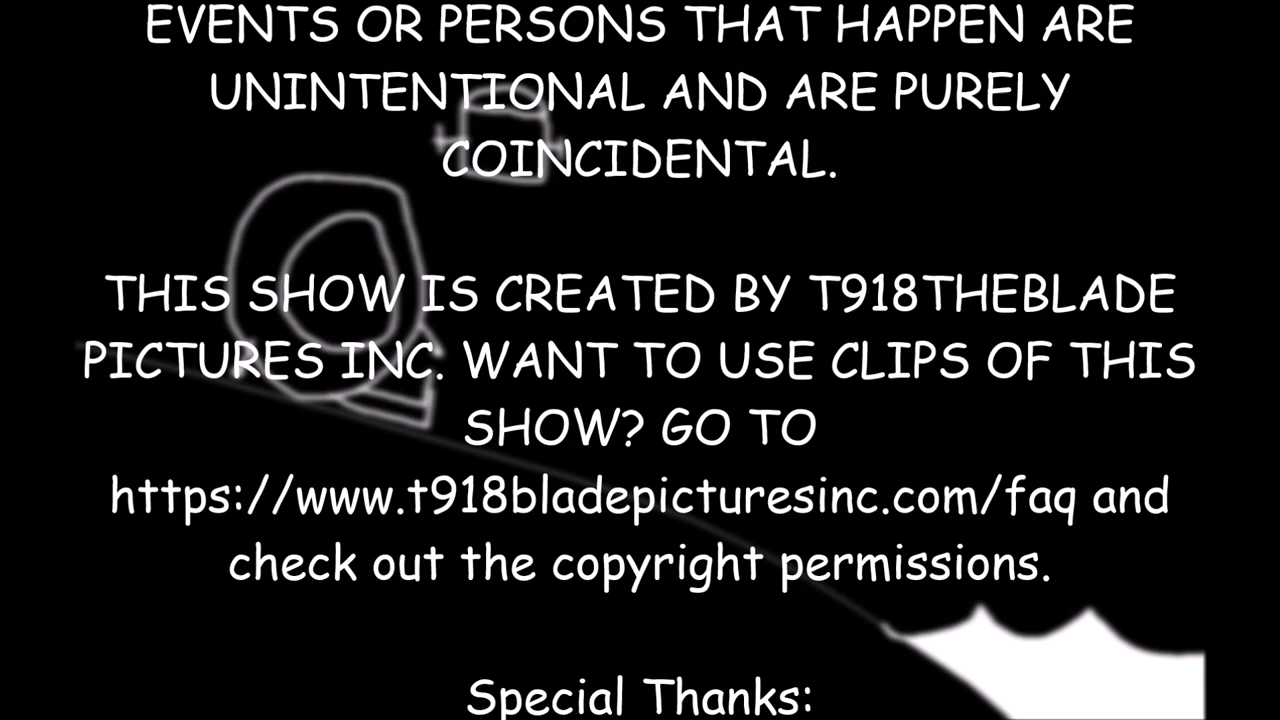 EVENTS OR PERSONS THAT HAPPEN ARE
UNINTENTIONAL AND ARE PURELY
COINCIDENTAL.
THIS SHOW IS CREATED BY T918THEBLADE
PICTURES INC. WANT TO USE CLIPS OF THIS
SHOW? GO TO
https://www.t918bladepicturesinc.com/faq and
check out the copyright permissions.
Special Thanks: